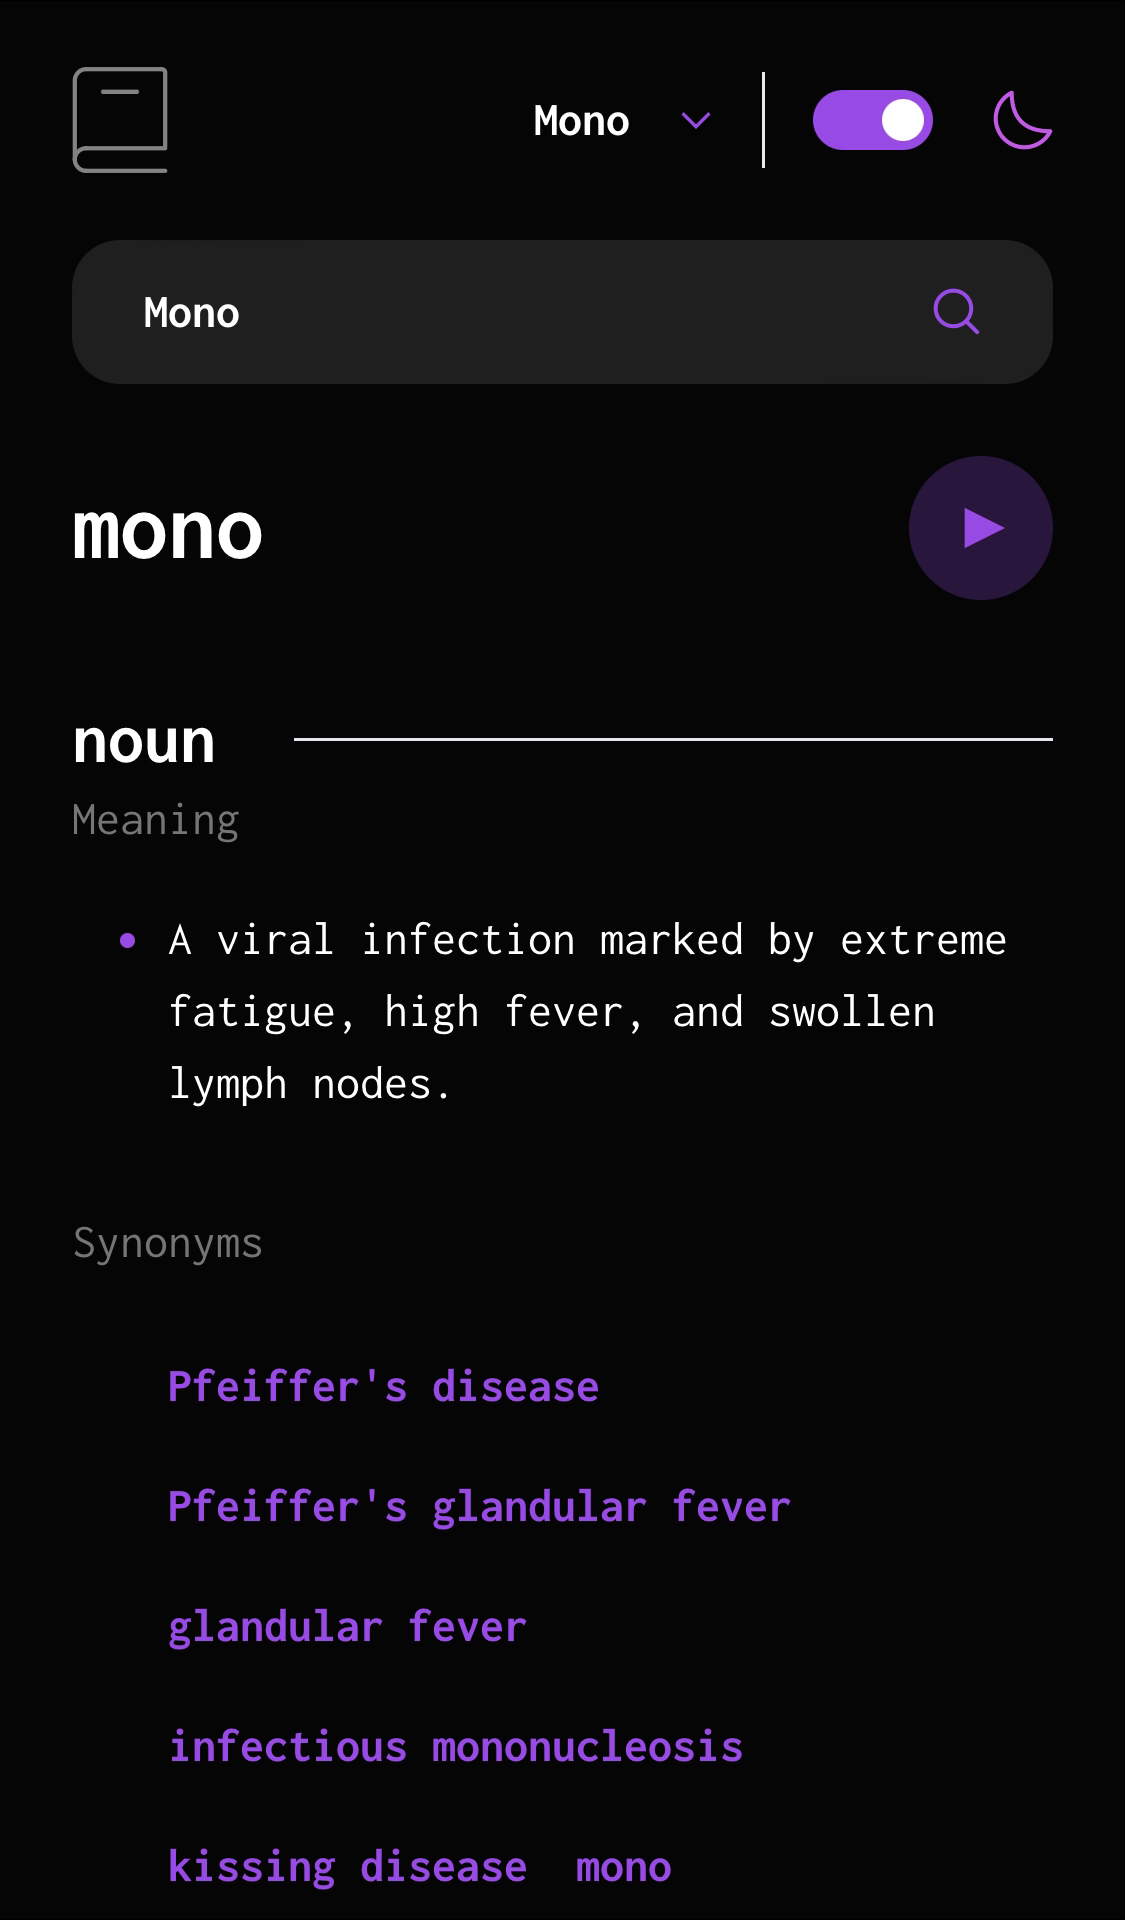 Mono
Mono
mono
noun
Meaning
A viral infection marked by extreme
fatigue, high fever, and swollen
lymph nodes.
Synonyms
Pfeiffer's disease
Pfeiffer's glandular fever
glandular fever
infectious mononucleosis
kissing disease mono